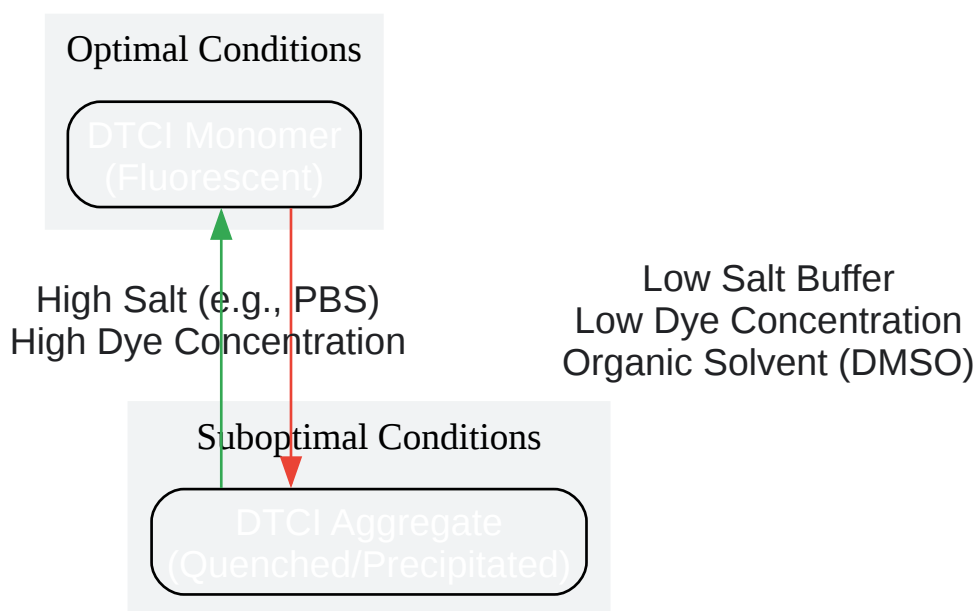 Optimal Conditions
DTCI Monomer
(Fluorescent)
High Salt (e.g., PBS)
High Dye Concentration
Low Salt Buffer
Low Dye Concentration
Organic Solvent (DMSO)
Suboptimal Conditions
DTCI Aggregate
(Quenched/Precipitated)